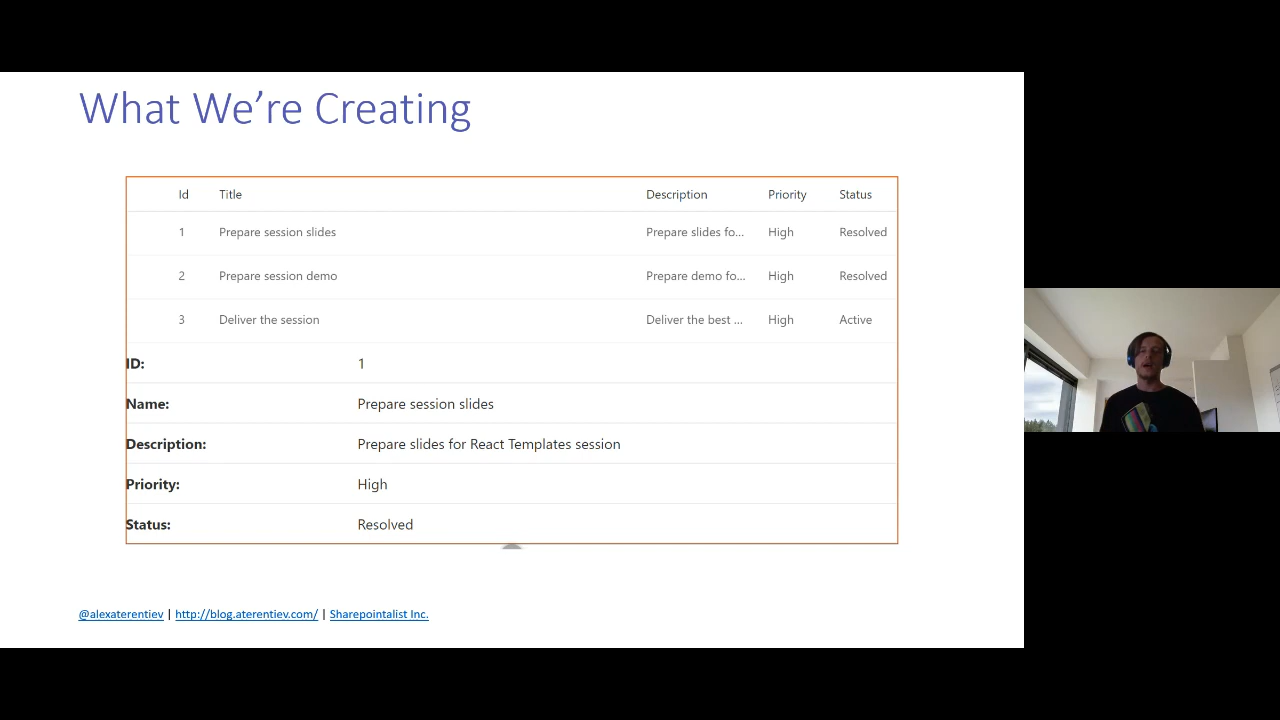 What We’re Creating
Id Title Description Priority Status
1 Prepare session slides Prepare slides fo... High Resolved
2 Prepare session demo Prepare demo fo... High Resolved
3 Deliver the session Deliver the best ... High Active
ID: 1
Name: Prepare session slides
Description: Prepare slides for React Templates session
Priority: High
Status: Resolved
@alexaterentiev | http://blog.aterentiev.com/ | Sharepointalist Inc.